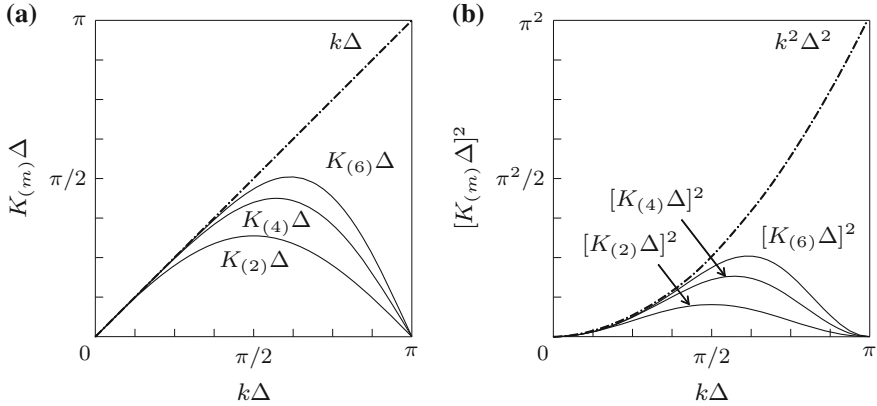 (a)
π
kΔ
K₍ₘ₎Δ
π/2
K₍₆₎Δ
K₍₄₎Δ
K₍₂₎Δ
0
π/2
π
kΔ
(b)
π²
k²Δ²
[K₍ₘ₎Δ]²
π²/2
[K₍₄₎Δ]²
[K₍₂₎Δ]²
[K₍₆₎Δ]²
0
π/2
π
kΔ